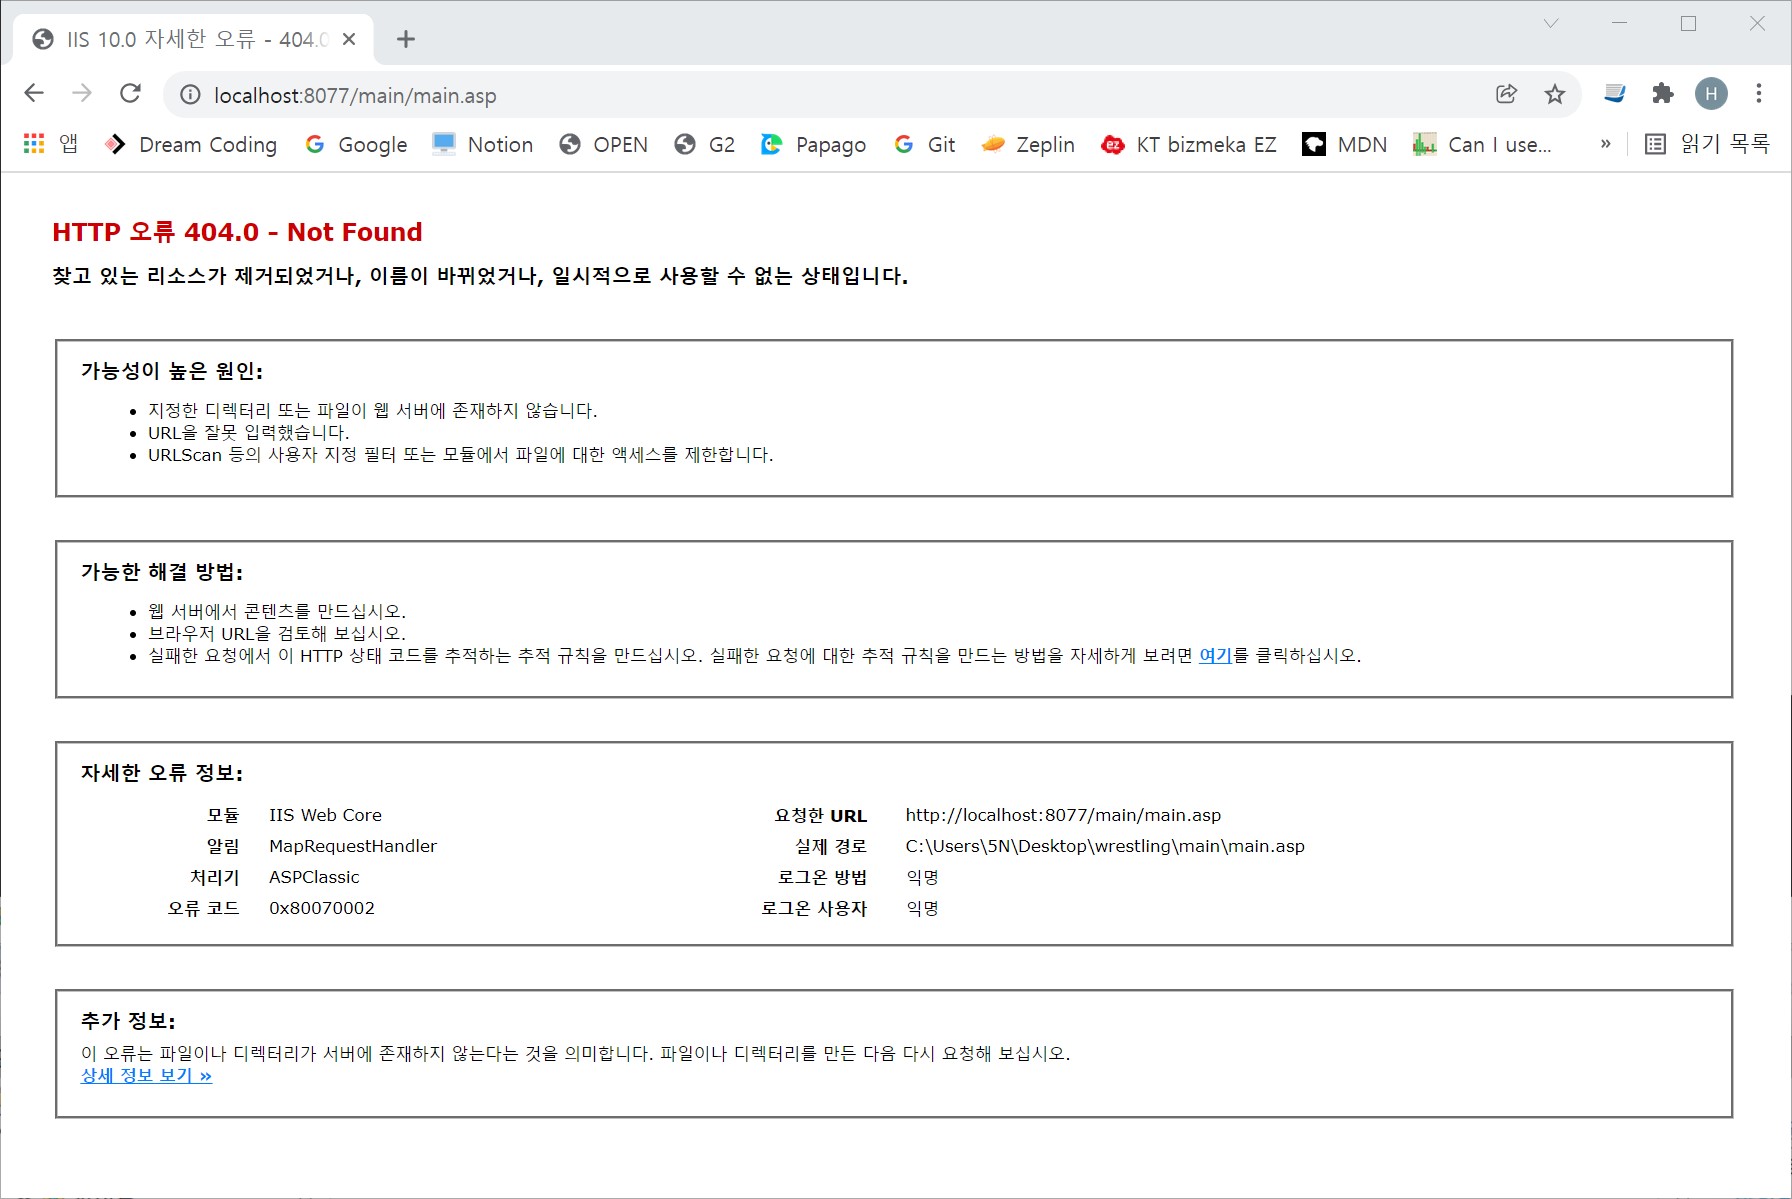 IIS 10.0 자세한 오류 - 404.0
localhost:8077/main/main.asp
H
앱 Dream Coding Google Notion OPEN G2 Papago Git Zeplin ez KT bizmeka EZ MDN Can I use... » 읽기 목록
HTTP 오류 404.0 - Not Found
찾고 있는 리소스가 제거되었거나, 이름이 바뀌었거나, 일시적으로 사용할 수 없는 상태입니다.
가능성이 높은 원인:
• 지정한 디렉터리 또는 파일이 웹 서버에 존재하지 않습니다.
• URL을 잘못 입력했습니다.
• URLScan 등의 사용자 지정 필터 또는 모듈에서 파일에 대한 액세스를 제한합니다.
가능한 해결 방법:
• 웹 서버에서 콘텐츠를 만드십시오.
• 브라우저 URL을 검토해 보십시오.
• 실패한 요청에서 이 HTTP 상태 코드를 추적하는 추적 규칙을 만드십시오. 실패한 요청에 대한 추적 규칙을 만드는 방법을 자세하게 보려면 여기를 클릭하십시오.
자세한 오류 정보:
모듈 IIS Web Core 요청한 URL http://localhost:8077/main/main.asp
알림 MapRequestHandler 실제 경로 C:\Users\5N\Desktop\wrestling\main\main.asp
처리기 ASPClassic 로그온 방법 익명
오류 코드 0x80070002 로그온 사용자 익명
추가 정보:
이 오류는 파일이나 디렉터리가 서버에 존재하지 않는다는 것을 의미합니다. 파일이나 디렉터리를 만든 다음 다시 요청해 보십시오.
상세 정보 보기 »